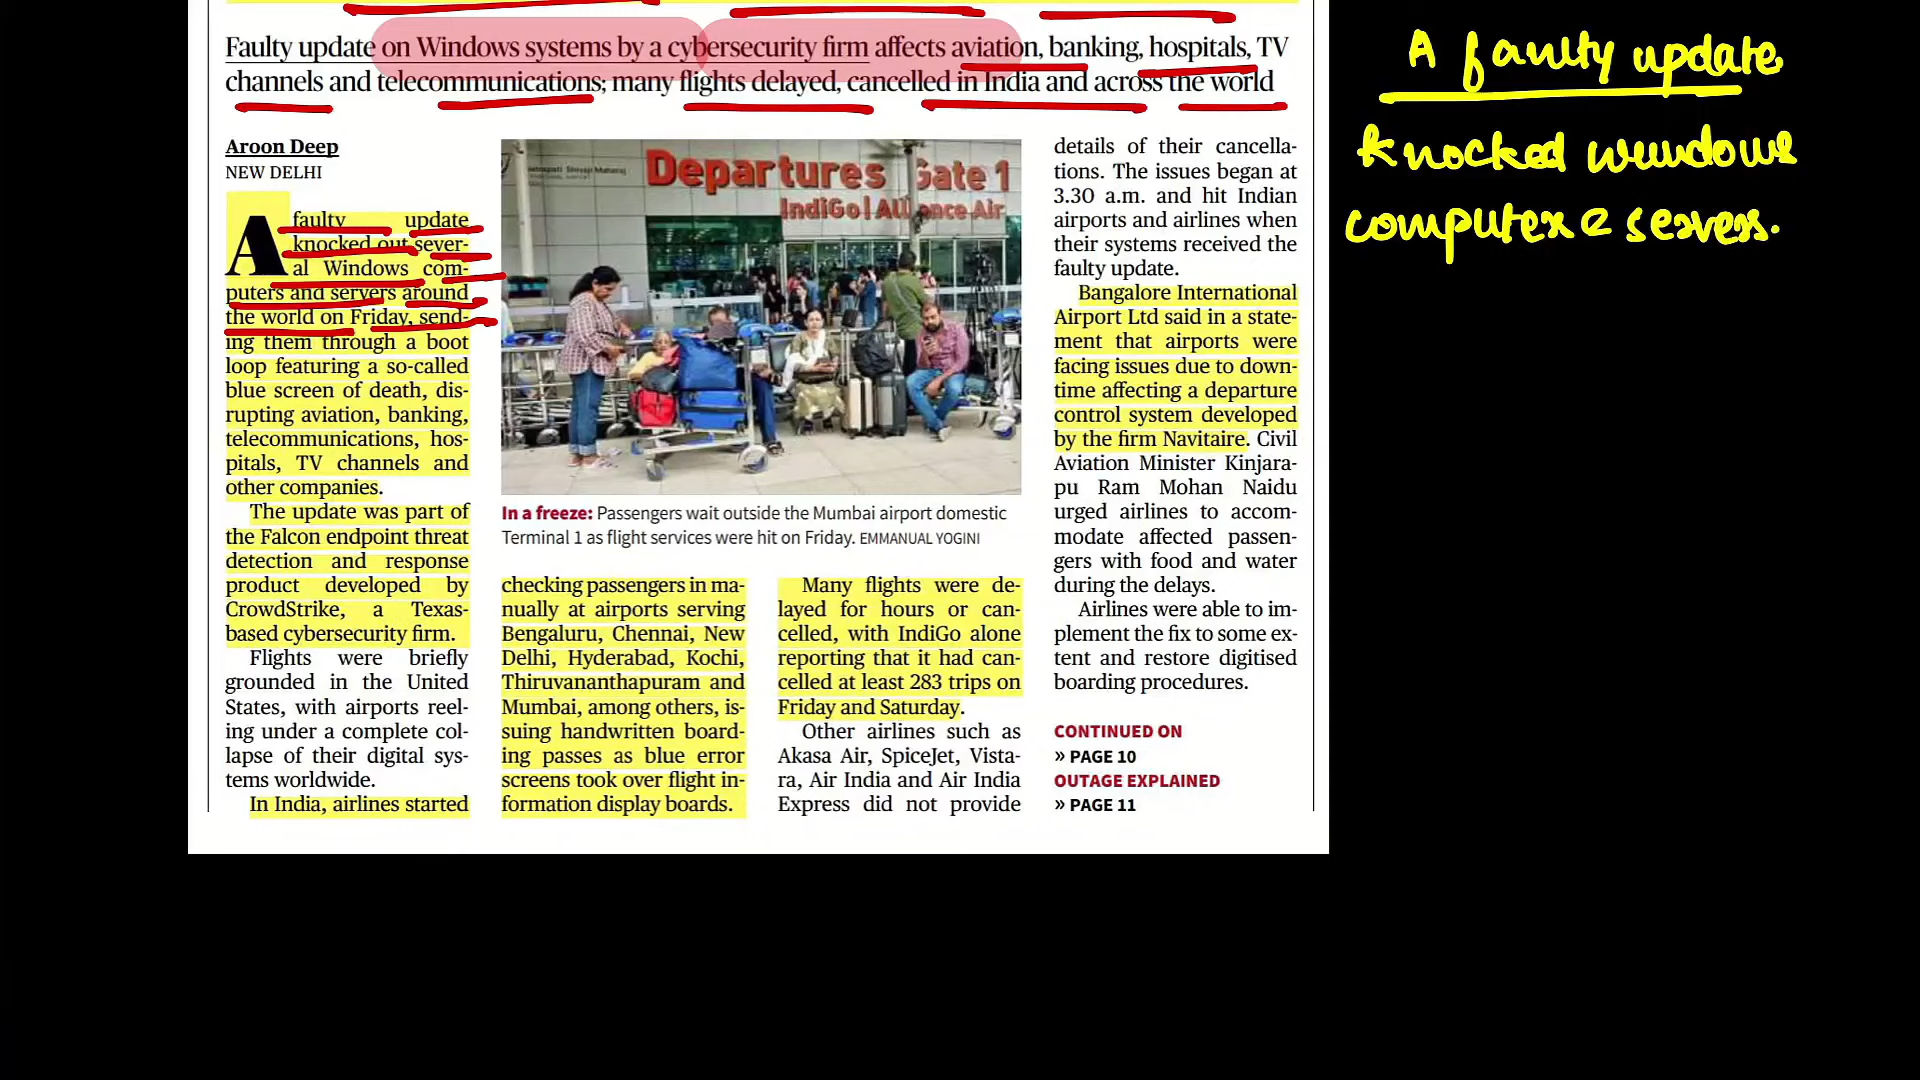 Faulty update on Windows systems by a cybersecurity firm affects aviation, banking, hospitals, TV
channels and telecommunications; many flights delayed, cancelled in India and across the world
Aroon Deep
NEW DELHI
A faulty update
knocked out sever-
al Windows com-
puters and servers around
the world on Friday, send-
ing them through a boot
loop featuring a so-called
blue screen of death, dis-
rupting aviation, banking,
telecommunications, hos-
pitals, TV channels and
other companies.
The update was part of
the Falcon endpoint threat
detection and response
product developed by
CrowdStrike, a Texas-
based cybersecurity firm.
Flights were briefly
grounded in the United
States, with airports reel-
ing under a complete col-
lapse of their digital sys-
tems worldwide.
In India, airlines started
Departures Gate 1
IndiGo | Alliance Air
In a freeze: Passengers wait outside the Mumbai airport domestic
Terminal 1 as flight services were hit on Friday. EMMANUAL YOGINI
checking passengers in ma-
nually at airports serving
Bengaluru, Chennai, New
Delhi, Hyderabad, Kochi,
Thiruvananthapuram and
Mumbai, among others, is-
suing handwritten board-
ing passes as blue error
screens took over flight in-
formation display boards.
Many flights were de-
layed for hours or can-
celled, with IndiGo alone
reporting that it had can-
celled at least 283 trips on
Friday and Saturday.
Other airlines such as
Akasa Air, SpiceJet, Vista-
ra, Air India and Air India
Express did not provide
details of their cancella-
tions. The issues began at
3.30 a.m. and hit Indian
airports and airlines when
their systems received the
faulty update.
Bangalore International
Airport Ltd said in a state-
ment that airports were
facing issues due to down-
time affecting a departure
control system developed
by the firm Navitaire. Civil
Aviation Minister Kinjara-
pu Ram Mohan Naidu
urged airlines to accom-
modate affected passen-
gers with food and water
during the delays.
Airlines were able to im-
plement the fix to some ex-
tent and restore digitised
boarding procedures.
CONTINUED ON
» PAGE 10
OUTAGE EXPLAINED
» PAGE 11
A faulty update
knocked windows
computer & servers.